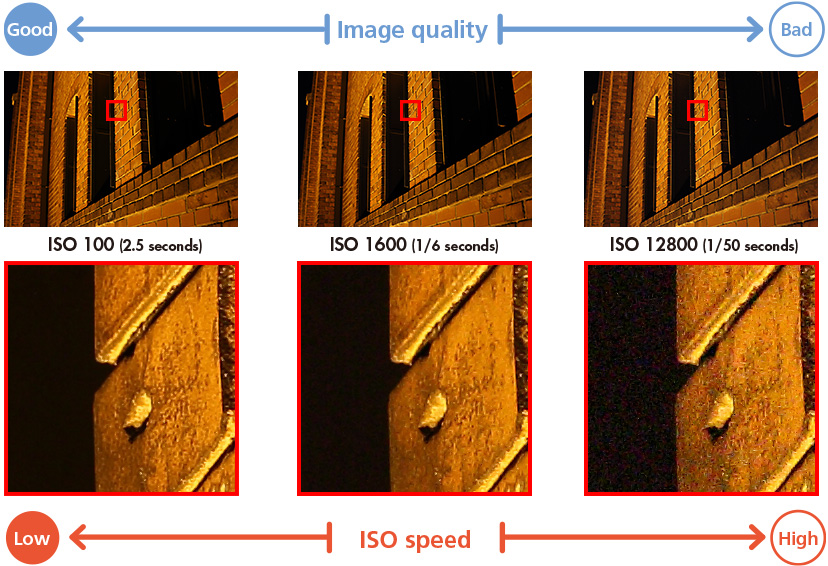 Good
Image quality
Bad
ISO 100 (2.5 seconds)
ISO 1600 (1/6 seconds)
ISO 12800 (1/50 seconds)
Low
ISO speed
High